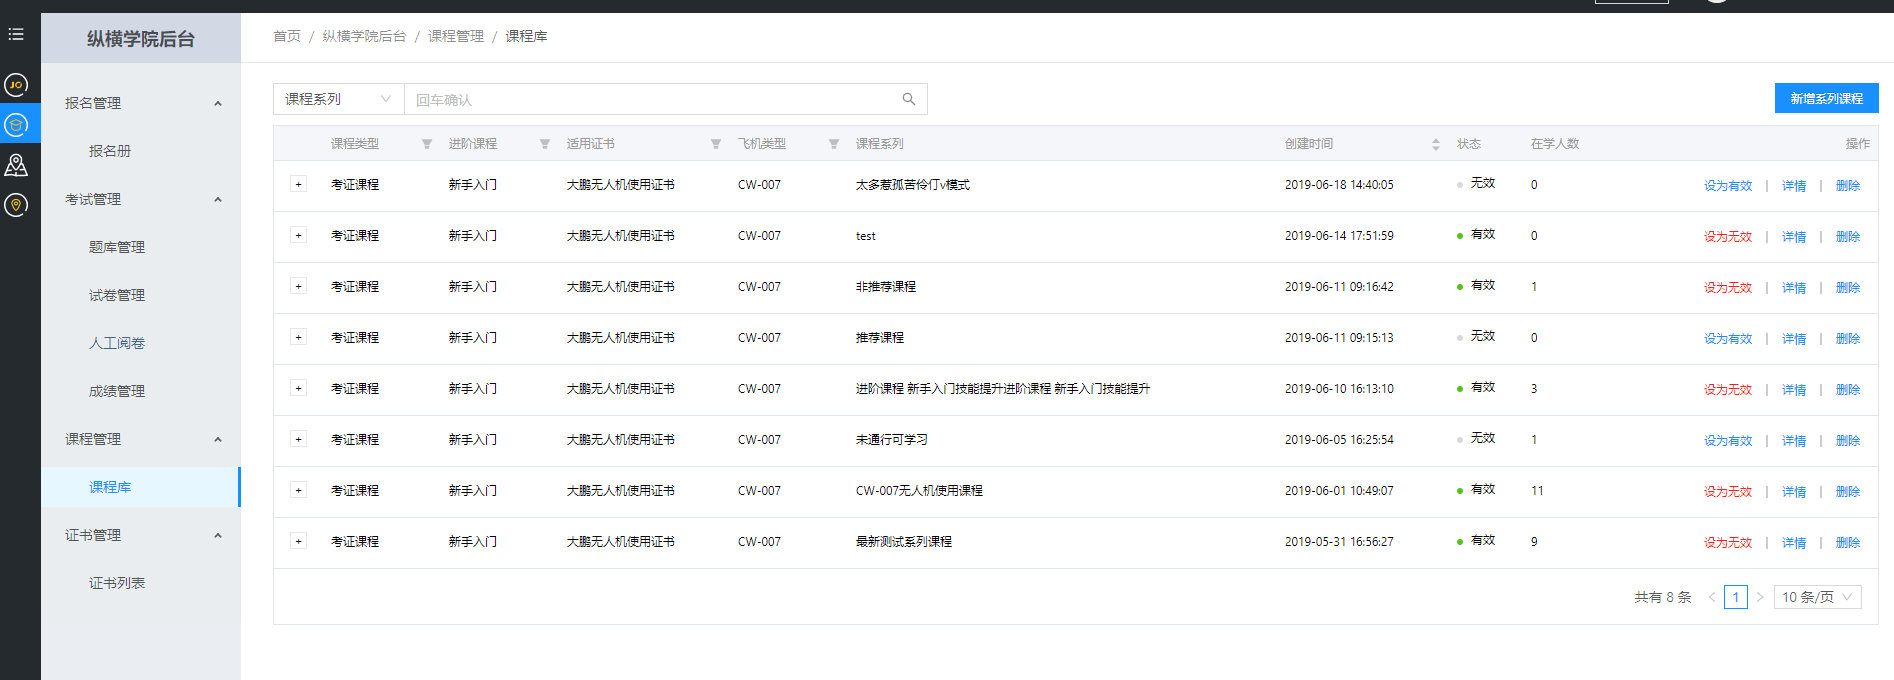 纵横学院后台
首页 / 纵横学院后台 / 课程管理 / 课程库
报名管理
报名册
考试管理
题库管理
试卷管理
人工阅卷
成绩管理
课程管理
课程库
证书管理
证书列表
课程系列 回车确认 新增系列课程
课程类型 进阶课程 适用证书 飞机类型 课程系列 创建时间 状态 在学人数 操作
+ 考证课程 新手入门 大鹏无人机使用证书 CW-007 太多惹孤苦伶仃v模式 2019-06-18 14:40:05 无效 0 设为有效 | 详情 | 删除
+ 考证课程 新手入门 大鹏无人机使用证书 CW-007 test 2019-06-14 17:51:59 有效 0 设为无效 | 详情 | 删除
+ 考证课程 新手入门 大鹏无人机使用证书 CW-007 非推荐课程 2019-06-11 09:16:42 有效 1 设为无效 | 详情 | 删除
+ 考证课程 新手入门 大鹏无人机使用证书 CW-007 推荐课程 2019-06-11 09:15:13 无效 0 设为有效 | 详情 | 删除
+ 考证课程 新手入门 大鹏无人机使用证书 CW-007 进阶课程 新手入门技能提升进阶课程 新手入门技能提升 2019-06-10 16:13:10 有效 3 设为无效 | 详情 | 删除
+ 考证课程 新手入门 大鹏无人机使用证书 CW-007 未通行可学习 2019-06-05 16:25:54 无效 1 设为有效 | 详情 | 删除
+ 考证课程 新手入门 大鹏无人机使用证书 CW-007 CW-007无人机使用课程 2019-06-01 10:49:07 有效 11 设为无效 | 详情 | 删除
+ 考证课程 新手入门 大鹏无人机使用证书 CW-007 最新测试系列课程 2019-05-31 16:56:27 有效 9 设为无效 | 详情 | 删除
共有 8 条 < 1 > 10 条/页
JO